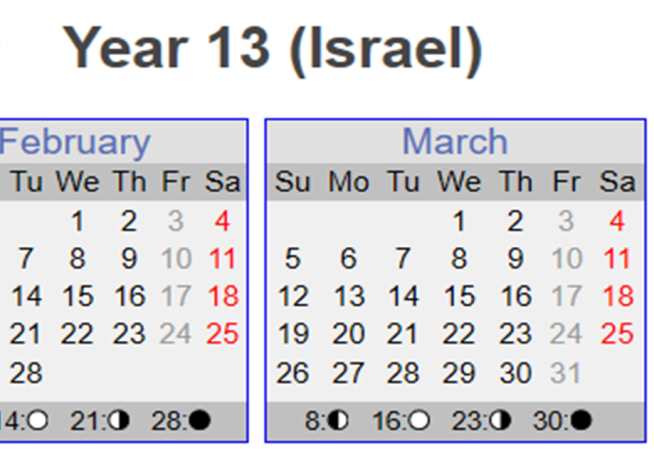 Year 13 (Israel)
February
Tu We Th Fr Sa
1 2 3 4
7 8 9 10 11
14 15 16 17 18
21 22 23 24 25
28
4: 21: 28:
March
Su Mo Tu We Th Fr Sa
1 2 3 4
5 6 7 8 9 10 11
12 13 14 15 16 17 18
19 20 21 22 23 24 25
26 27 28 29 30 31
8: 16: 23: 30: